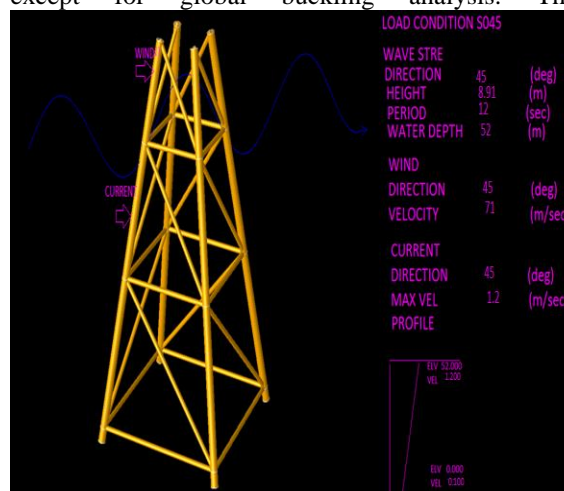 except for global buckling analysis.
LOAD CONDITION S045
WAVE STRE
DIRECTION 45 (deg)
HEIGHT 8.91 (m)
PERIOD 12 (sec)
WATER DEPTH 52 (m)
WIND
DIRECTION 45 (deg)
VELOCITY 71 (m/sec
CURRENT
DIRECTION 45 (deg)
MAX VEL 1.2 (m/sec
PROFILE
ELV 52.000
VEL 1.200
ELV 0.000
VEL 0.100
WIND
CURRENT